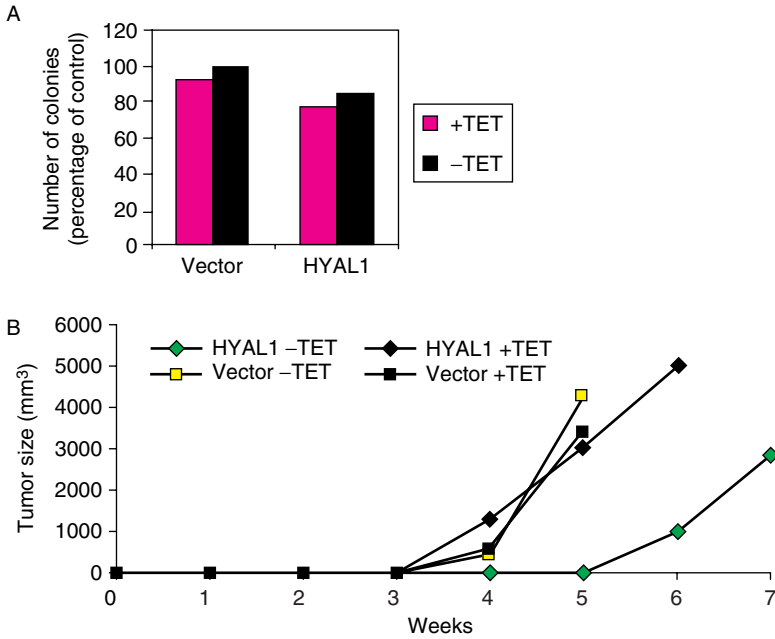 A
Number of colonies
(percentage of control)
120
100
80
60
40
20
0
Vector
HYAL1
+TET
–TET
B
Tumor size (mm³)
6000
5000
4000
3000
2000
1000
0
HYAL1 –TET
HYAL1 +TET
Vector –TET
Vector +TET
0
1
2
3
4
5
6
7
Weeks